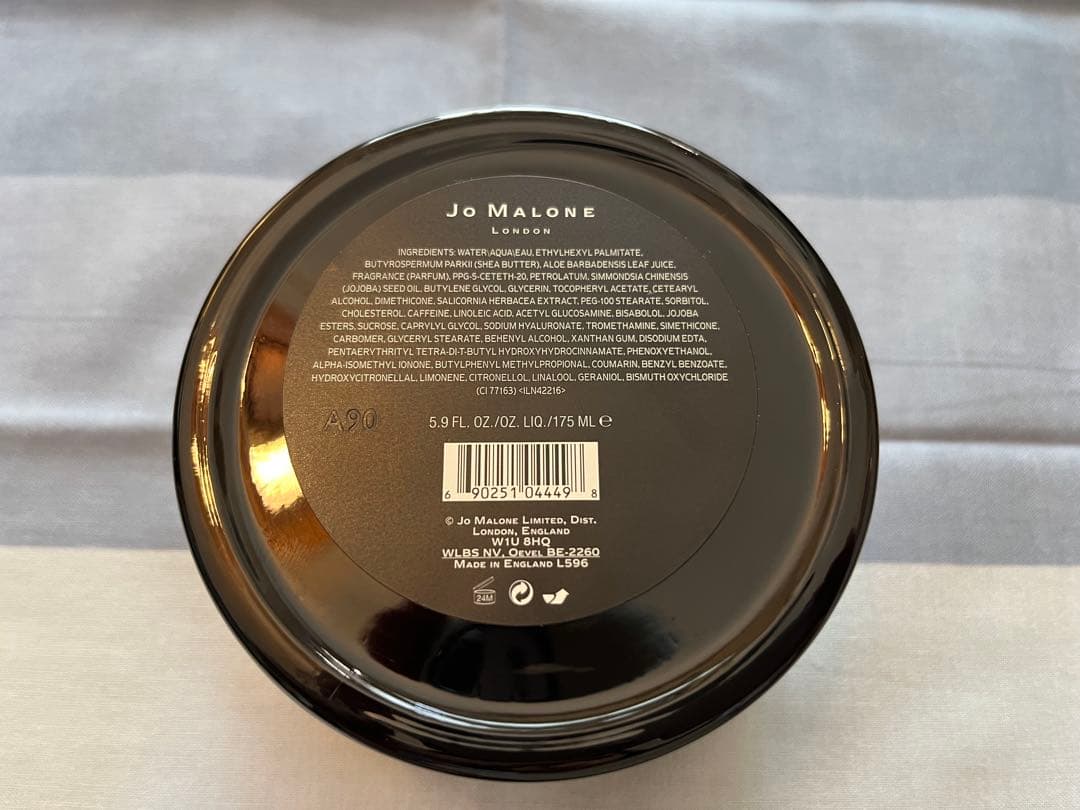 JO MALONE
LONDON
INGREDIENTS: WATER\AQUA\EAU, ETHYLHEXYL PALMITATE,
BUTYROSPERMUM PARKII (SHEA BUTTER), ALOE BARBADENSIS LEAF JUICE,
FRAGRANCE (PARFUM), PPG-5-CETETH-20, PETROLATUM, SIMMONDSIA CHINENSIS
(JOJOBA) SEED OIL, BUTYLENE GLYCOL, GLYCERIN, TOCOPHERYL ACETATE, CETEARYL
ALCOHOL, DIMETHICONE, SALICORNIA HERBACEA EXTRACT, PEG-100 STEARATE, SORBITOL,
CHOLESTEROL, CAFFEINE, LINOLEIC ACID, ACETYL GLUCOSAMINE, BISABOLOL, JOJOBA
ESTERS, SUCROSE, CAPRYLYL GLYCOL, SODIUM HYALURONATE, TROMETHAMINE, SIMETHICONE,
CARBOMER, GLYCERYL STEARATE, BEHENYL ALCOHOL, XANTHAN GUM, DISODIUM EDTA,
PENTAERYTHRITYL TETRA-DI-T-BUTYL HYDROXYHYDROCINNAMATE, PHENOXYETHANOL,
ALPHA-ISOMETHYL IONONE, BUTYLPHENYL METHYLPROPIONAL, COUMARIN, BENZYL BENZOATE,
HYDROXYCITRONELLAL, LIMONENE, CITRONELLOL, LINALOOL, GERANIOL, BISMUTH OXYCHLORIDE
(CI 77163) <ILN42216>
A90
5.9 FL. OZ./OZ. LIQ./175 ML ℮
6 90251 04449 8
© JO MALONE LIMITED, DIST.
LONDON, ENGLAND
W1U 8HQ
WLBS NV. OEVEL BE-2260
MADE IN ENGLAND L596
24M